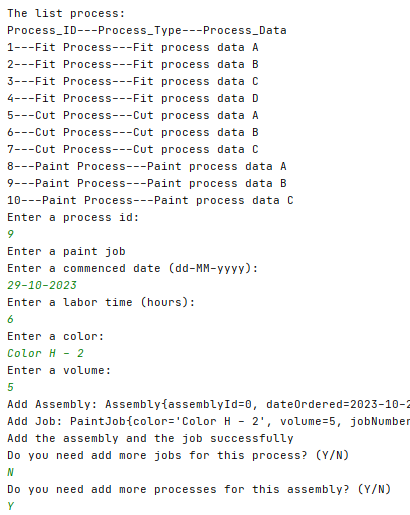 The list process:
Process_ID---Process_Type---Process_Data
1---Fit Process---Fit process data A
2---Fit Process---Fit process data B
3---Fit Process---Fit process data C
4---Fit Process---Fit process data D
5---Cut Process---Cut process data A
6---Cut Process---Cut process data B
7---Cut Process---Cut process data C
8---Paint Process---Paint process data A
9---Paint Process---Paint process data B
10---Paint Process---Paint process data C
Enter a process id:
9
Enter a paint job
Enter a commenced date (dd-MM-yyyy):
29-10-2023
Enter a labor time (hours):
6
Enter a color:
Color H - 2
Enter a volume:
5
Add Assembly: Assembly{assemblyId=0, dateOrdered=2023-10-2
Add Job: PaintJob{color='Color H - 2', volume=5, jobNumber
Add the assembly and the job successfully
Do you need add more jobs for this process? (Y/N)
N
Do you need add more processes for this assembly? (Y/N)
Y